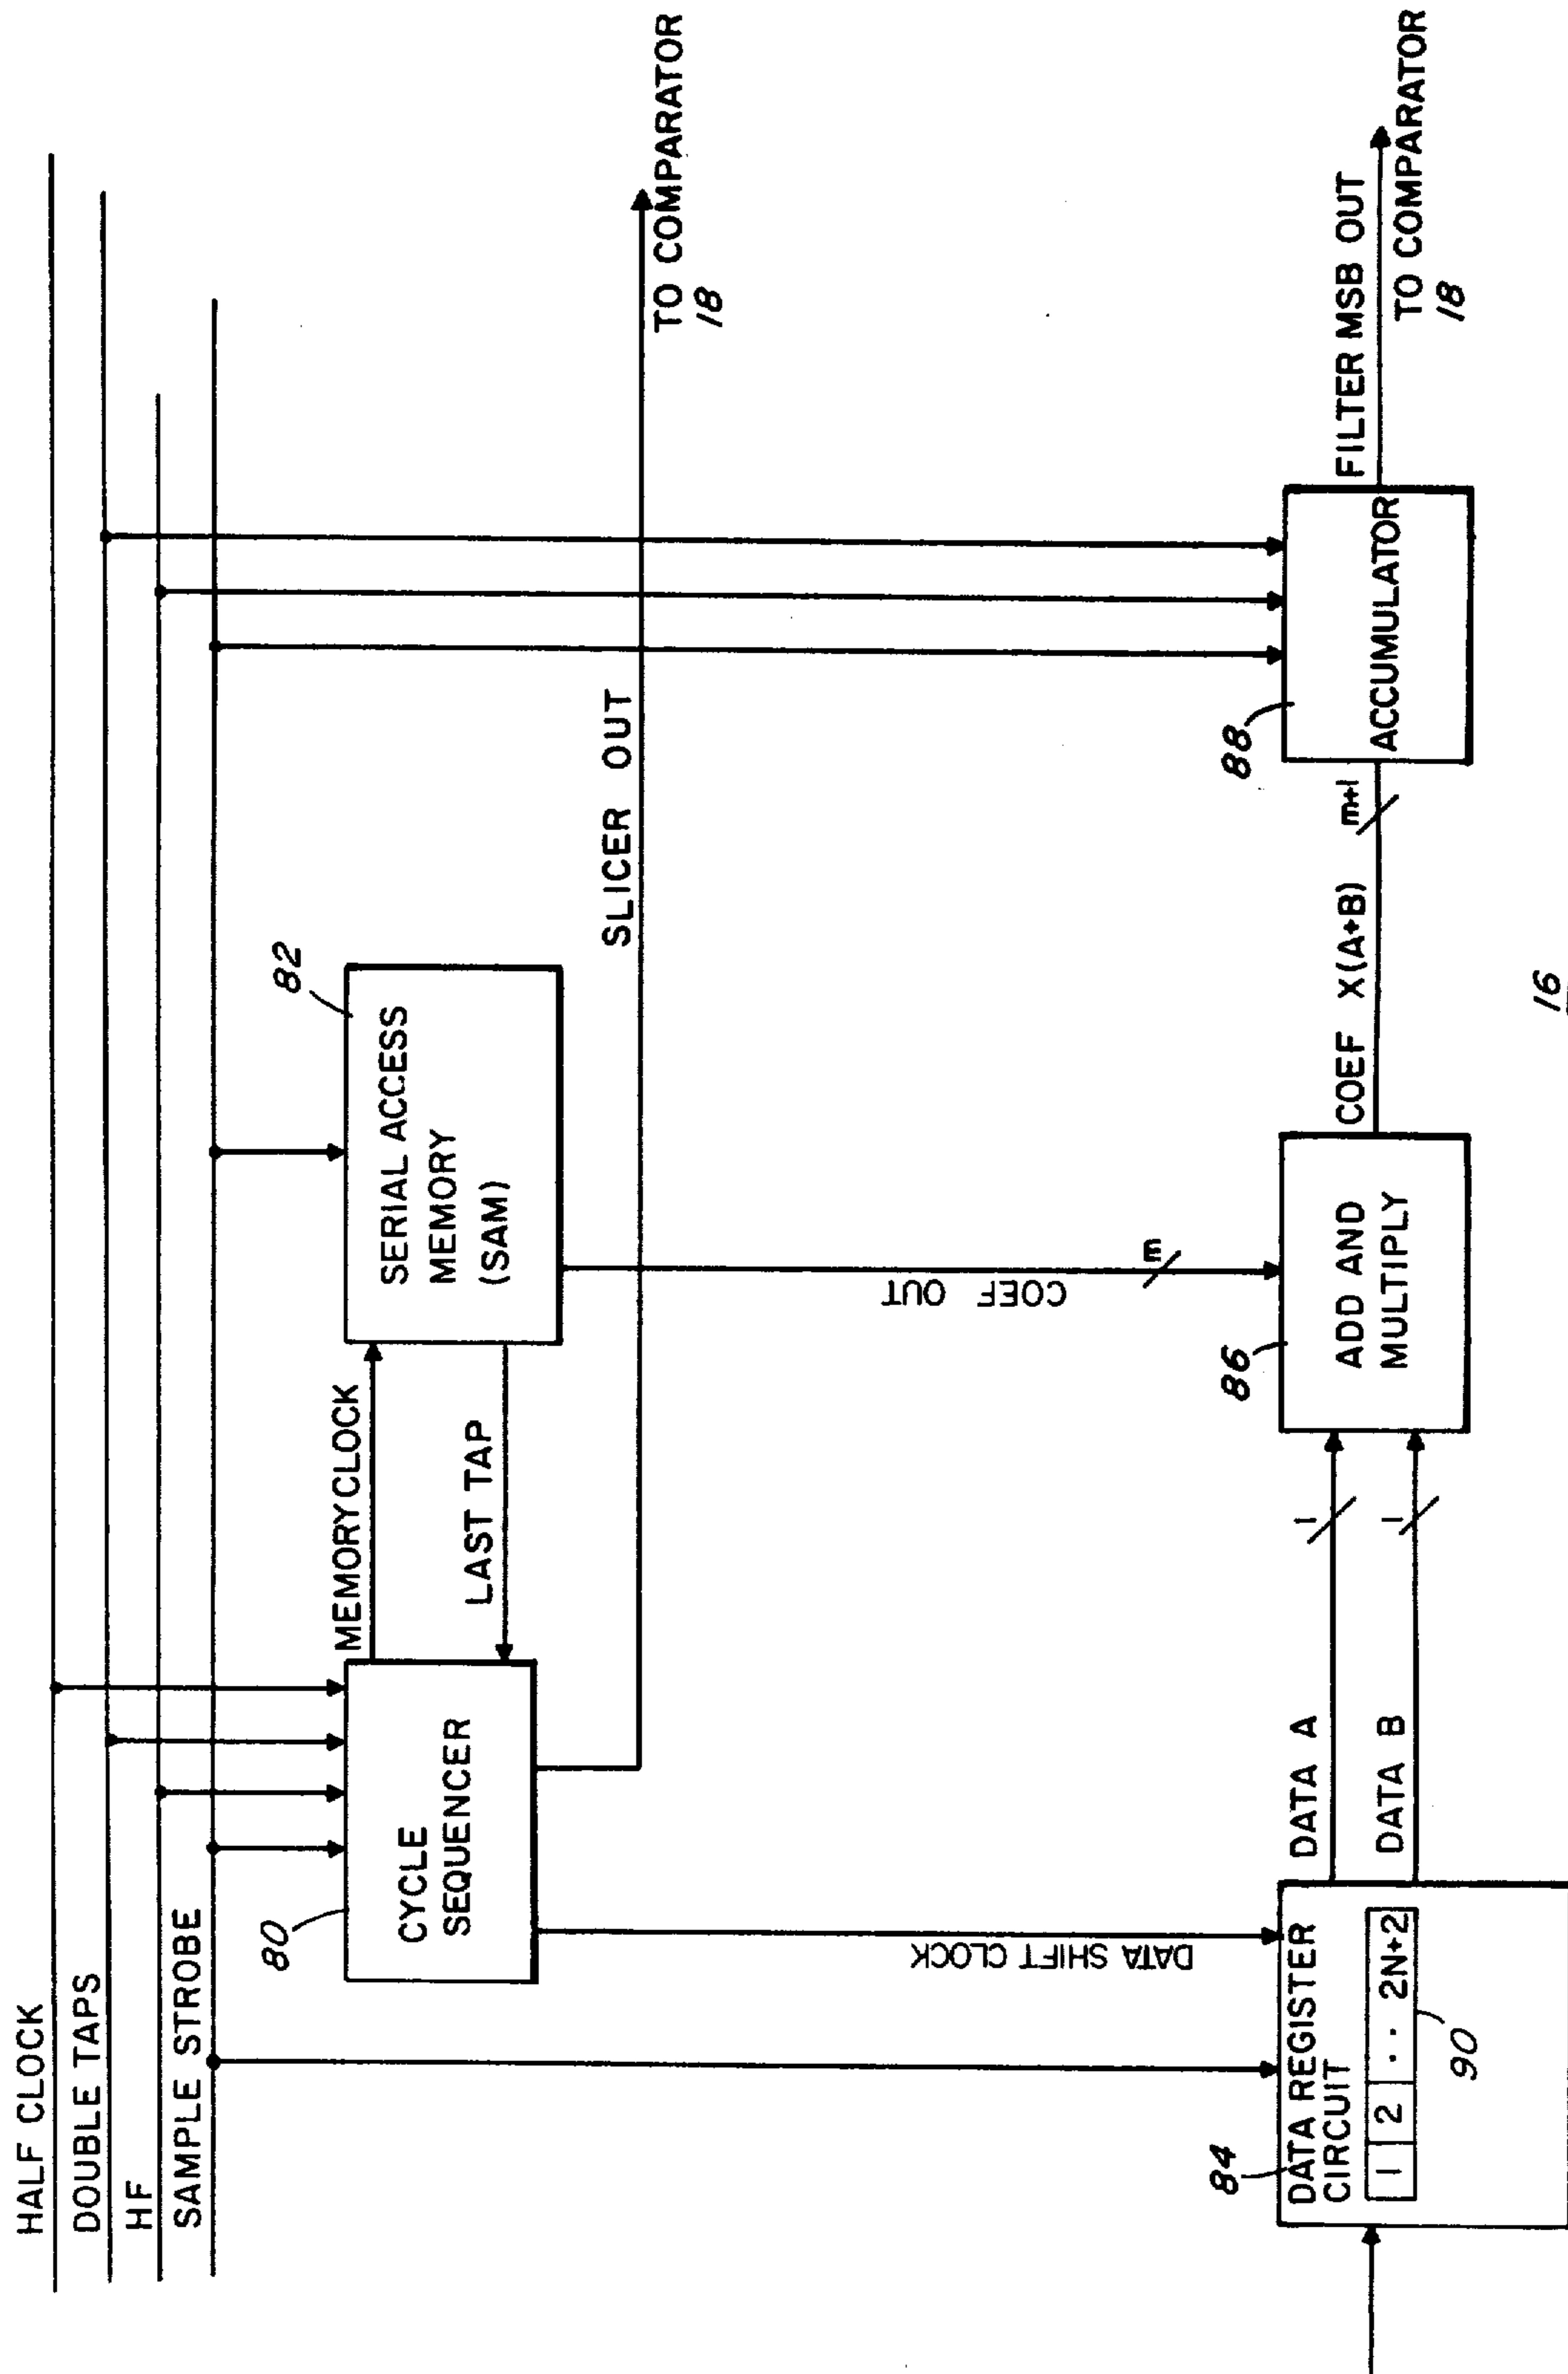 HALF CLOCK
DOUBLE TAPS
HF
SAMPLE STROBE
80
CYCLE
SEQUENCER
MEMORY CLOCK
LAST TAP
82
SERIAL ACCESS
MEMORY
(SAM)
SLICER OUT
TO COMPARATOR
18
DATA SHIFT CLOCK
COEF OUT
m
84
DATA REGISTER
CIRCUIT
1 2 .. 2N+2
90
DATA A
1
DATA B
1
86
ADD AND
MULTIPLY
COEF X(A+B)
m+1
88
ACCUMULATOR
FILTER MSB OUT
TO COMPARATOR
18
16